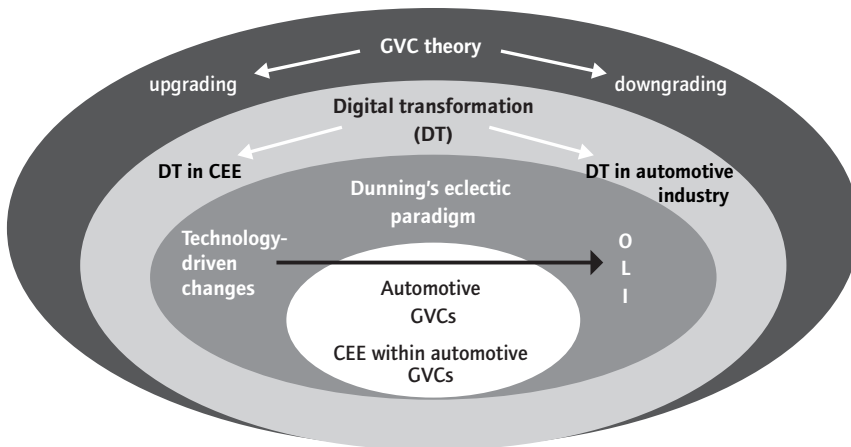 GVC theory
upgrading
downgrading
Digital transformation
(DT)
DT in CEE
DT in automotive
industry
Dunning's eclectic
paradigm
Technology-
driven
changes
O
L
I
Automotive
GVCs
CEE within automotive
GVCs